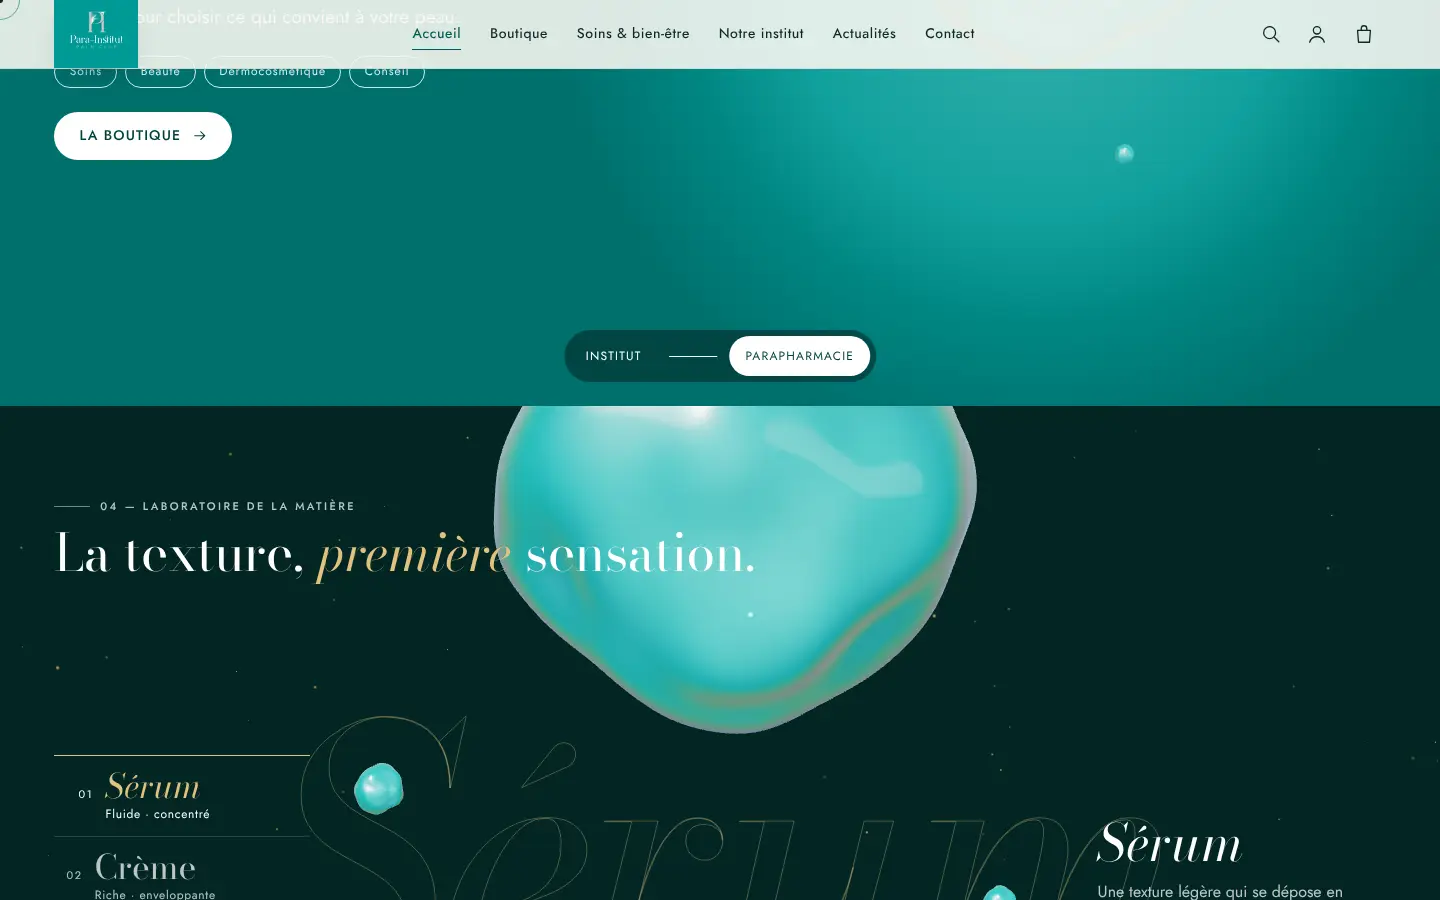 our choisir ce qui convient à votre peau.
Para-Institut
Accueil
Boutique
Soins & bien-être
Notre institut
Actualités
Contact
Soins
Beauté
Dermocosmétique
Conseil
LA BOUTIQUE →
INSTITUT
PARAPHARMACIE
04 — LABORATOIRE DE LA MATIÈRE
La texture, première sensation.
Sérum
01 Sérum
Fluide · concentré
02 Crème
Riche · enveloppante
Sérum
Une texture légère qui se dépose en